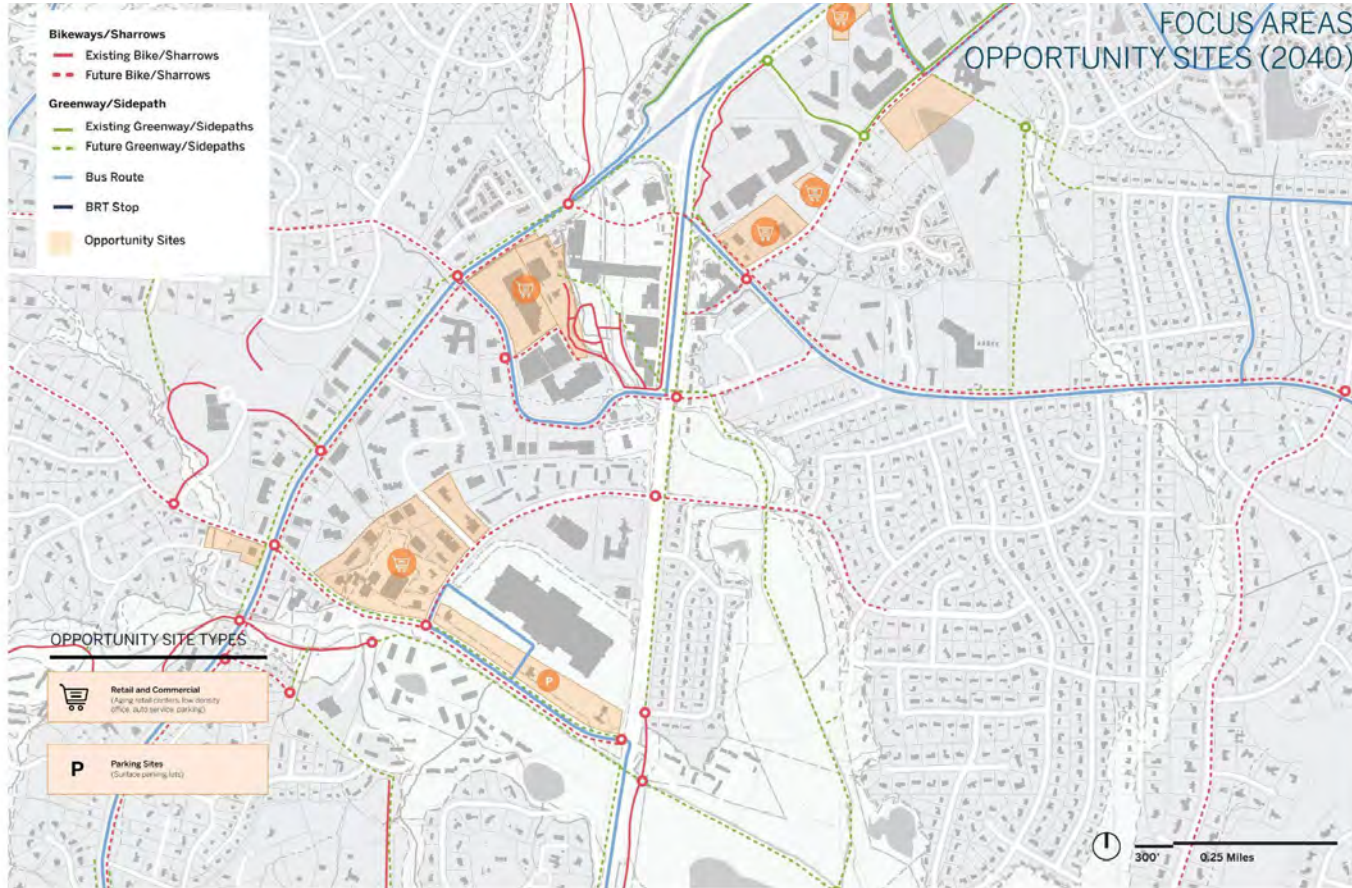 FOCUS AREAS
OPPORTUNITY SITES (2040)
Bikeways/Sharrows
Existing Bike/Sharrows
Future Bike/Sharrows
Greenway/Sidepath
Existing Greenway/Sidepaths
Future Greenway/Sidepaths
Bus Route
BRT Stop
Opportunity Sites
P
OPPORTUNITY SITE TYPES
Retail and Commercial
(Aging retail centers, low density
office, auto service, parking)
P
Parking Sites
(Surface parking lots)
300'
0.25 Miles